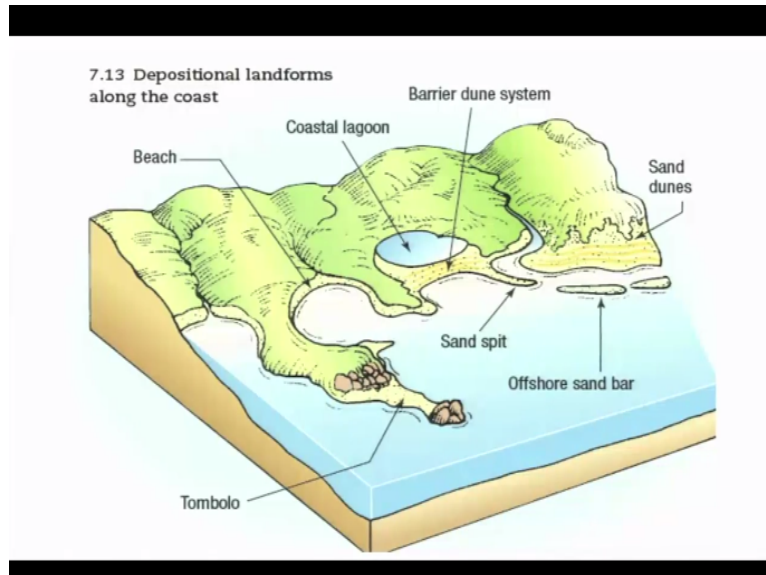 7.13 Depositional landforms
along the coast
Barrier dune system
Coastal lagoon
Beach
Sand
dunes
Sand spit
Offshore sand bar
Tombolo